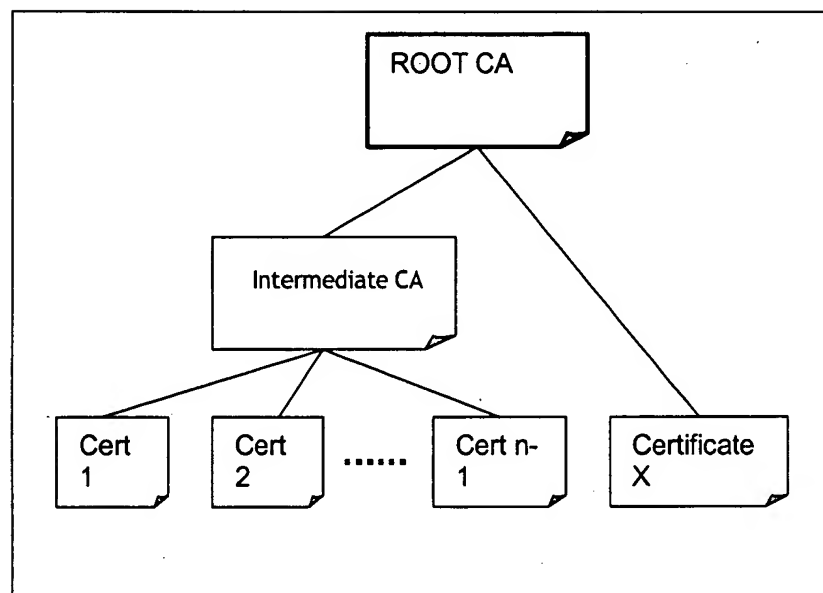 ROOT CA
Intermediate CA
Cert
1
Cert
2
......
Cert n-
1
Certificate
X